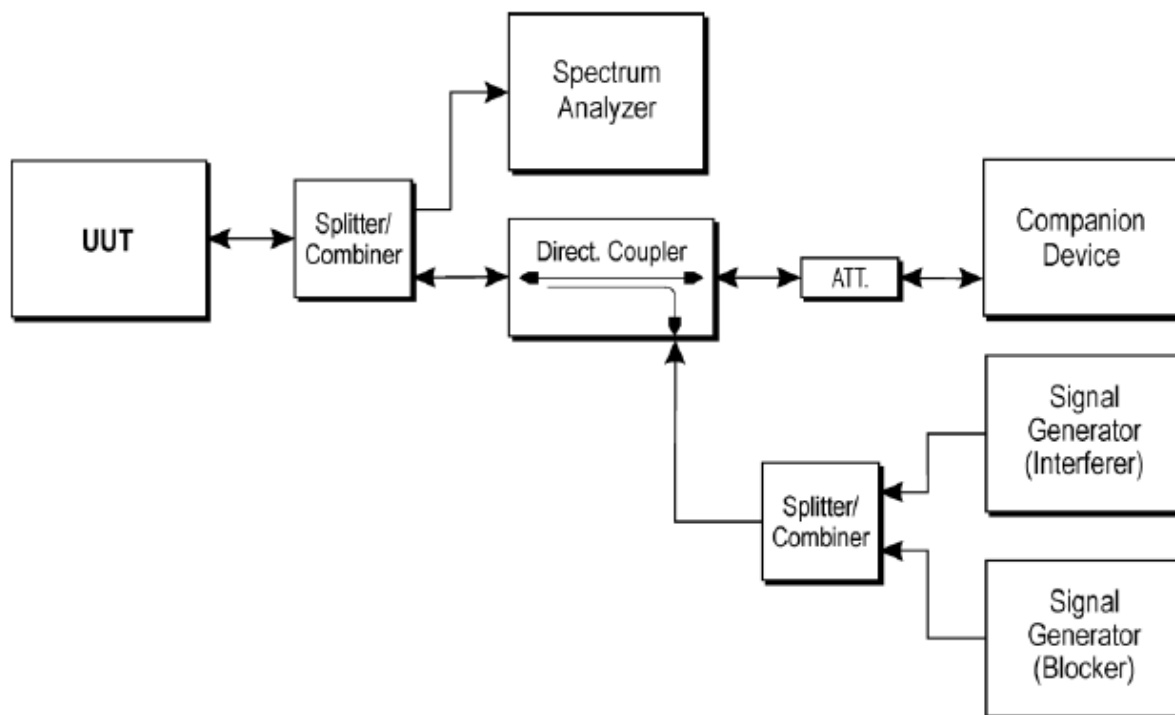 Spectrum
Analyzer
UUT
Splitter/
Combiner
Direct. Coupler
ATT.
Companion
Device
Signal
Generator
(Interferer)
Splitter/
Combiner
Signal
Generator
(Blocker)